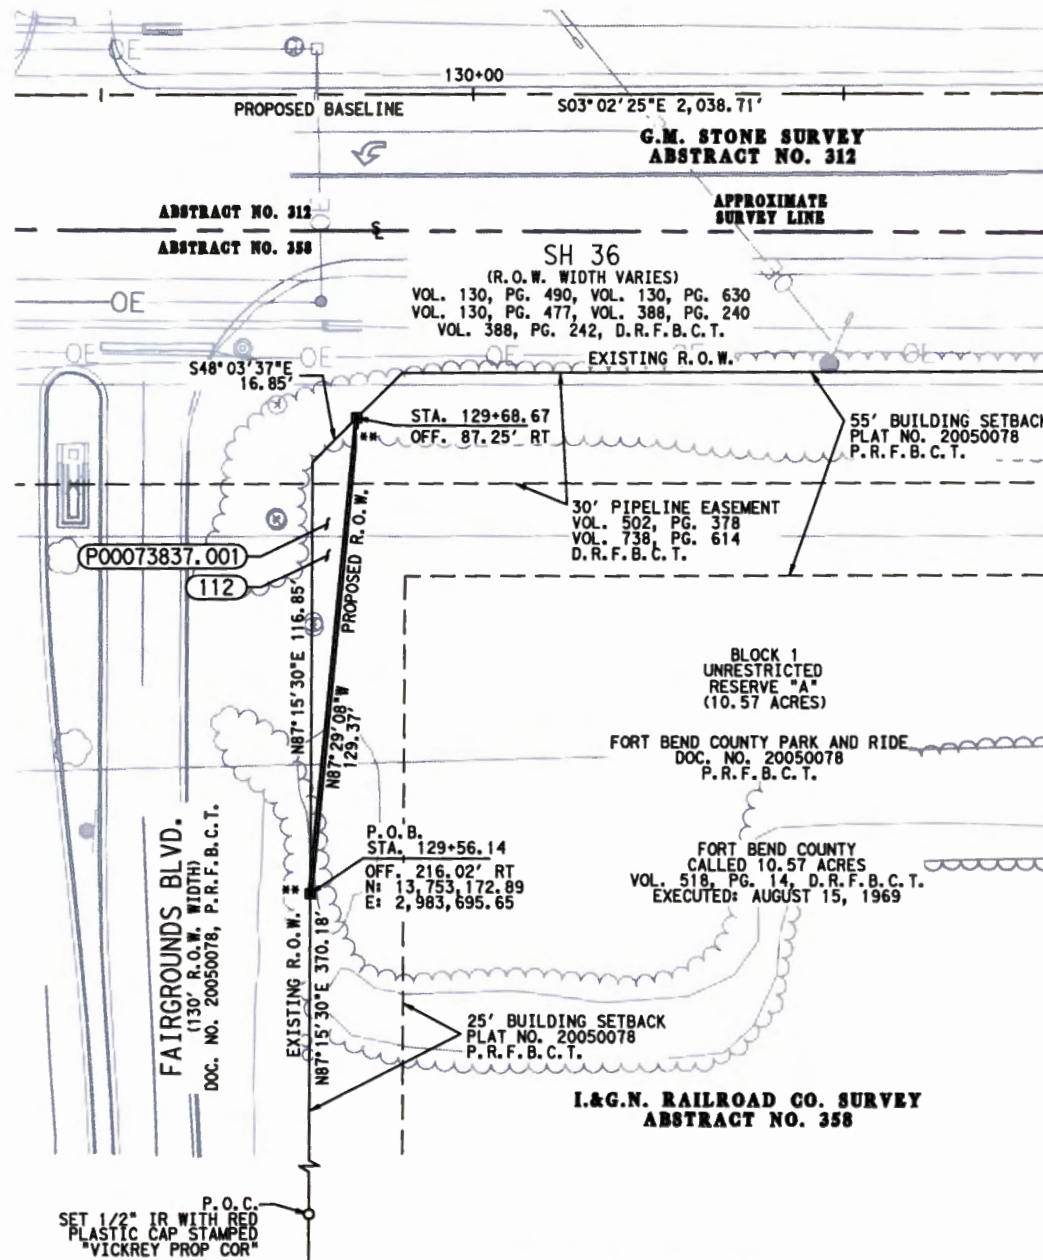 OE
130+00
PROPOSED BASELINE
S03°02'25"E 2,038.71'
G.M. STONE SURVEY
ABSTRACT NO. 312
APPROXIMATE
SURVEY LINE
ABSTRACT NO. 312
ABSTRACT NO. 358
OE
SH 36
(R.O.W. WIDTH VARIES)
VOL. 130, PG. 490, VOL. 130, PG. 630
VOL. 130, PG. 477, VOL. 388, PG. 240
VOL. 388, PG. 242, D.R.F.B.C.T.
OE
OE
OE
OE
OE
EXISTING R.O.W.
S48°03'37"E
16.85'
STA. 129+68.67
OFF. 87.25' RT
**
55' BUILDING SETBACK
PLAT NO. 20050078
P.R.F.B.C.T.
30' PIPELINE EASEMENT
VOL. 502, PG. 378
VOL. 738, PG. 614
D.R.F.B.C.T.
P00073837.001
112
PROPOSED R.O.W.
N87°15'30"E 116.85'
N87°29'08"W
129.37'
BLOCK 1
UNRESTRICTED
RESERVE "A"
(10.57 ACRES)
FORT BEND COUNTY PARK AND RIDE
DOC. NO. 20050078
P.R.F.B.C.T.
FORT BEND COUNTY
CALLED 10.57 ACRES
VOL. 518, PG. 14, D.R.F.B.C.T.
EXECUTED: AUGUST 15, 1969
P.O.B.
STA. 129+56.14
OFF. 216.02' RT
N: 13,753,172.89
E: 2,983,695.65
**
FAIRGROUNDS BLVD.
(130' R.O.W. WIDTH)
DOC. NO. 20050078, P.R.F.B.C.T.
EXISTING R.O.W.
N87°15'30"E 370.18'
25' BUILDING SETBACK
PLAT NO. 20050078
P.R.F.B.C.T.
I.&G.N. RAILROAD CO. SURVEY
ABSTRACT NO. 358
P.O.C.
SET 1/2" IR WITH RED
PLASTIC CAP STAMPED
"VICKREY PROP COR"